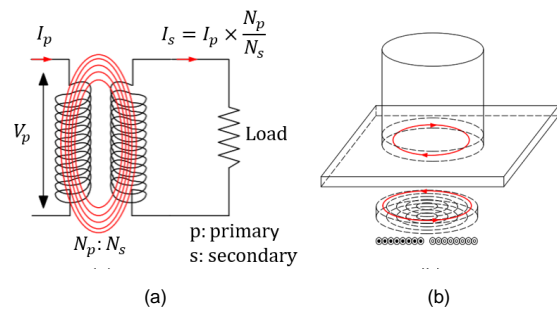 I_p
I_s = I_p × N_p/N_s
V_p
Load
N_p: N_s
p: primary
s: secondary
(a)
(b)